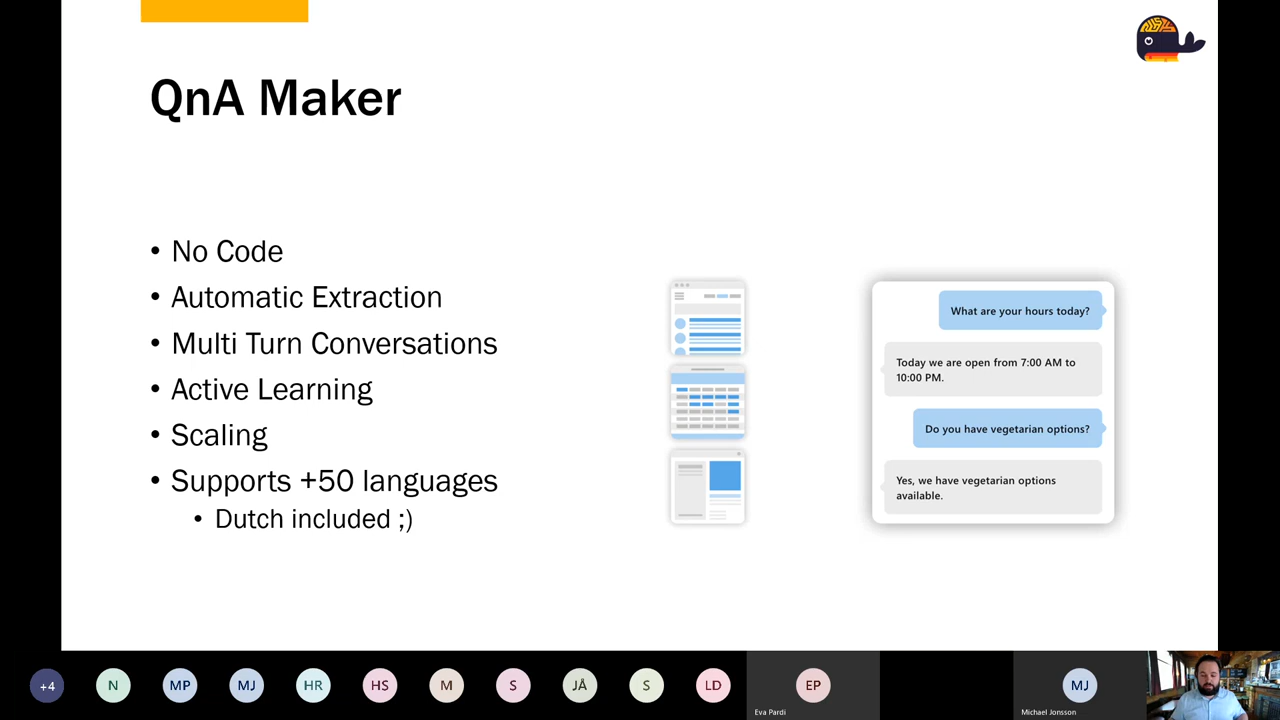 QnA Maker
• No Code
• Automatic Extraction
• Multi Turn Conversations
• Active Learning
• Scaling
• Supports +50 languages
• Dutch included ;)
What are your hours today?
Today we are open from 7:00 AM to
10:00 PM.
Do you have vegetarian options?
Yes, we have vegetarian options
available.
+4
N
MP
MJ
HR
HS
M
S
JÅ
S
LD
EP
Eva Pardi
MJ
Michael Jonsson